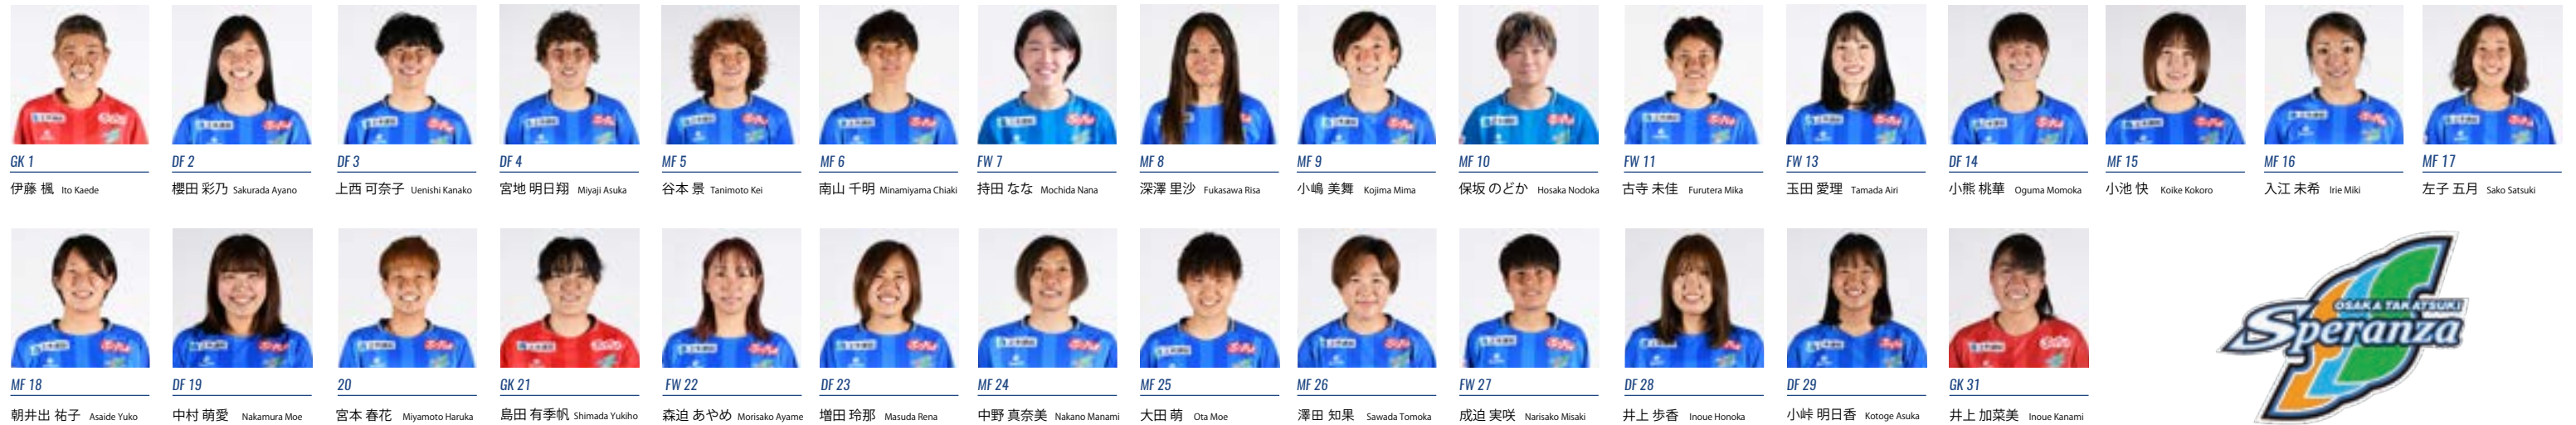 GK 1
伊藤 楓 Ito Kaede
DF 2
櫻田 彩乃 Sakurada Ayano
DF 3
上西 可奈子 Uenishi Kanako
DF 4
宮地 明日翔 Miyaji Asuka
MF 5
谷本 景 Tanimoto Kei
MF 6
南山 千明 Minamiyama Chiaki
FW 7
持田 なな Mochida Nana
MF 8
深澤 里沙 Fukasawa Risa
MF 9
小嶋 美舞 Kojima Mima
MF 10
保坂 のどか Hosaka Nodoka
FW 11
古寺 未佳 Furutera Mika
FW 13
玉田 愛理 Tamada Airi
DF 14
小熊 桃華 Oguma Momoka
MF 15
小池 快 Koike Kokoro
MF 16
入江 未希 Irie Miki
MF 17
左子 五月 Sako Satsuki
MF 18
朝井出 祐子 Asaide Yuko
DF 19
中村 萌愛 Nakamura Moe
20
宮本 春花 Miyamoto Haruka
GK 21
島田 有季帆 Shimada Yukiho
FW 22
森迫 あやめ Morisako Ayame
DF 23
増田 玲那 Masuda Rena
MF 24
中野 真奈美 Nakano Manami
MF 25
大田 萌 Ota Moe
MF 26
澤田 知果 Sawada Tomoka
FW 27
成迫 実咲 Narisako Misaki
DF 28
井上 歩香 Inoue Honoka
DF 29
小峠 明日香 Kotoge Asuka
GK 31
井上 加菜美 Inoue Kanami
OSAKA TAKATSUKI
Speranza